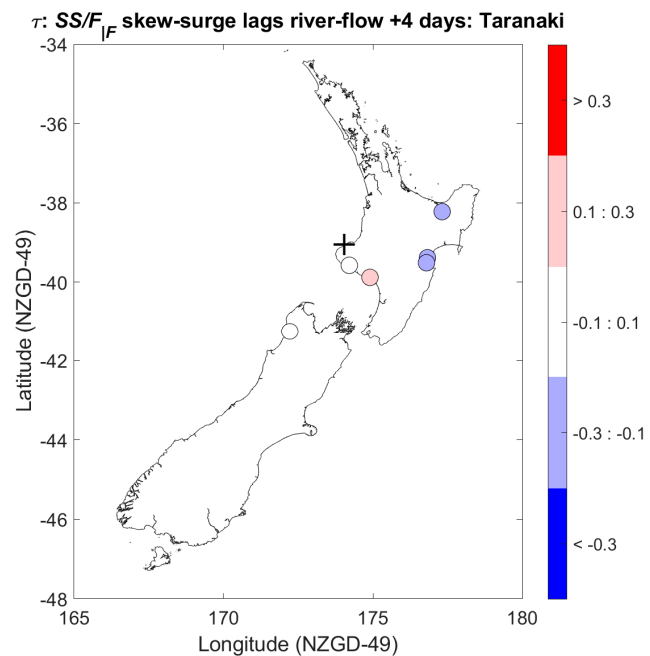 τ: SS/F|F skew-surge lags river-flow +4 days: Taranaki
-34
-36
-38
-40
-42
-44
-46
-48
Latitude (NZGD-49)
165
170
175
180
Longitude (NZGD-49)
> 0.3
0.1 : 0.3
-0.1 : 0.1
-0.3 : -0.1
< -0.3